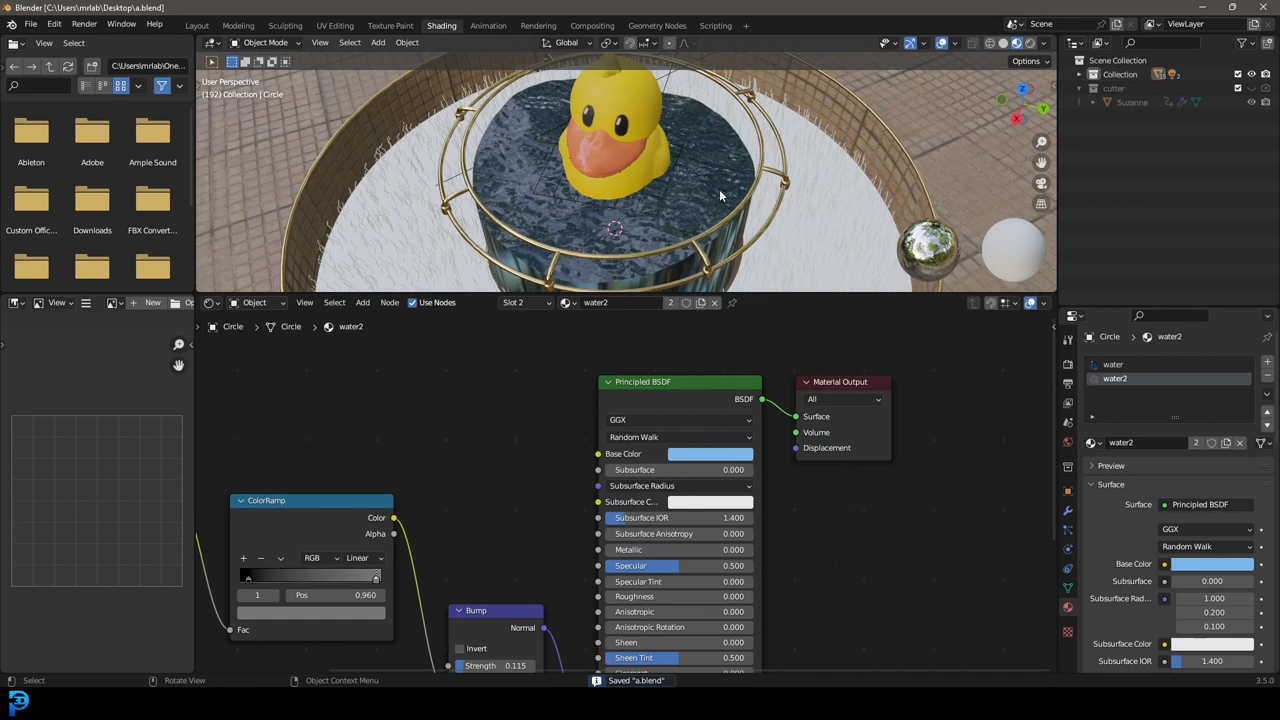 Blender [C:\Users\mrlab\Desktop\a.blend]
File Edit Render Window Help Layout Modeling Sculpting UV Editing Texture Paint Shading Animation Rendering Compositing Geometry Nodes Scripting + Scene ViewLayer
View Select Object Mode View Select Add Object Global
C:\Users\mrlab\One... Options
User Perspective
(192) Collection | Circle
Scene Collection
Collection 2
cutter
Suzanne
Z
Y
X
Ableton Adobe Ample Sound
Custom Offic... Downloads FBX Convert...
View + New Op Object View Select Add Node Use Nodes Slot 2 water2 2
Circle > Circle > water2
Circle > water2
water
water2
water2 2
Preview
Surface
Surface Principled BSDF
GGX
Random Walk
Base Color
Subsurface 0.000
Subsurface Rad... 1.000
0.200
0.100
Subsurface Color
Subsurface IOR 1.400
Principled BSDF
BSDF
GGX
Random Walk
Base Color
Subsurface 0.000
Subsurface Radius
Subsurface C...
Subsurface IOR 1.400
Subsurface Anisotropy 0.000
Metallic 0.000
Specular 0.500
Specular Tint 0.000
Roughness 0.000
Anisotropic 0.000
Anisotropic Rotation 0.000
Sheen 0.000
Sheen Tint 0.500
Material Output
All
Surface
Volume
Displacement
ColorRamp
Color
Alpha
+ − RGB Linear
1 Pos 0.960
Fac
Bump
Normal
Invert
Strength 0.115
Select Rotate View Object Context Menu Saved "a.blend" 3.5.0